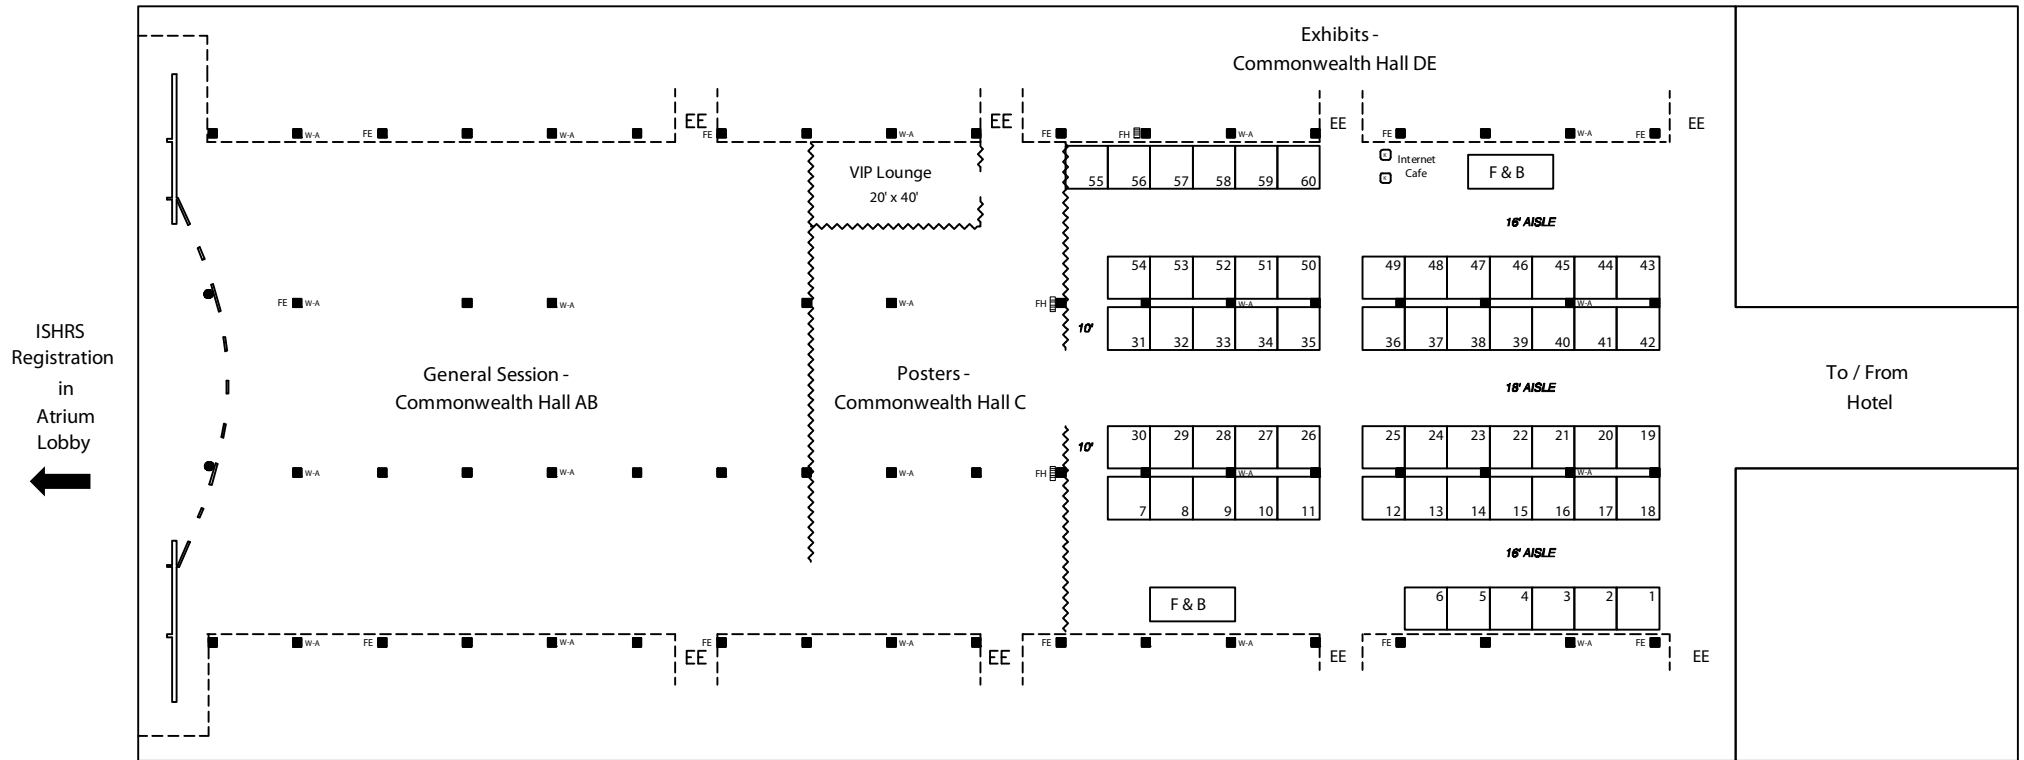 Exhibits -
Commonwealth Hall DE
W-A FE W-A EE FE W-A EE FE FH W-A EE FE W-A FE EE
VIP Lounge
20' x 40'
55 56 57 58 59 60
Internet
Cafe
F & B
16' AISLE
54 53 52 51 50 49 48 47 46 45 44 43
FE W-A W-A W-A FH W-A W-A
10'
31 32 33 34 35 36 37 38 39 40 41 42
ISHRS
Registration
in
Atrium
Lobby
General Session -
Commonwealth Hall AB
Posters -
Commonwealth Hall C
18' AISLE
To / From
Hotel
10'
30 29 28 27 26 25 24 23 22 21 20 19
W-A W-A W-A FH W-A W-A
7 8 9 10 11 12 13 14 15 16 17 18
16' AISLE
F & B
6 5 4 3 2 1
W-A FE W-A EE FE W-A EE FE W-A EE FE W-A FE EE